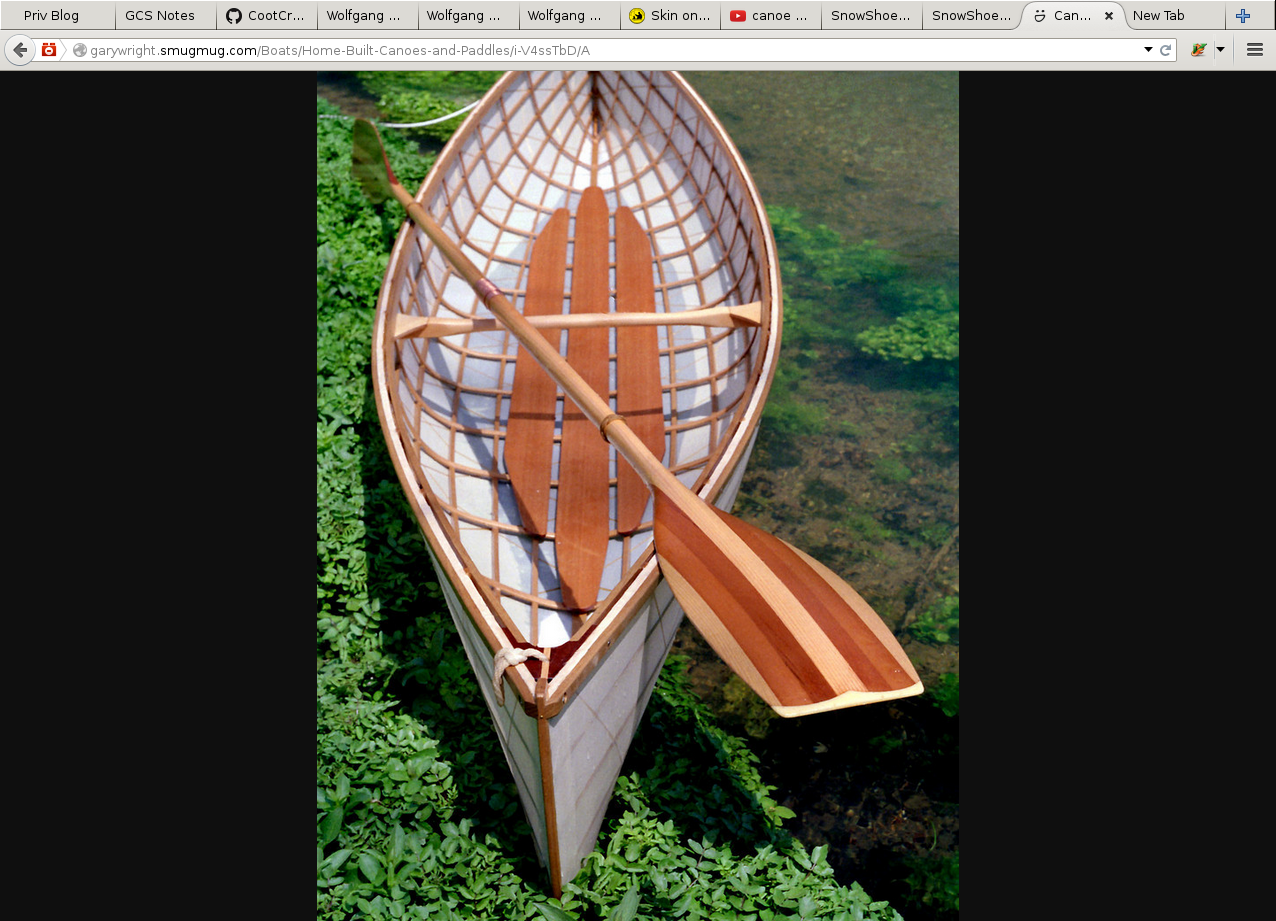 Priv Blog
GCS Notes
CootCr...
Wolfgang ...
Wolfgang ...
Wolfgang ...
Skin on...
canoe ...
SnowShoe...
SnowShoe...
Can...
New Tab
garywright.smugmug.com/Boats/Home-Built-Canoes-and-Paddles/i-V4ssTbD/A